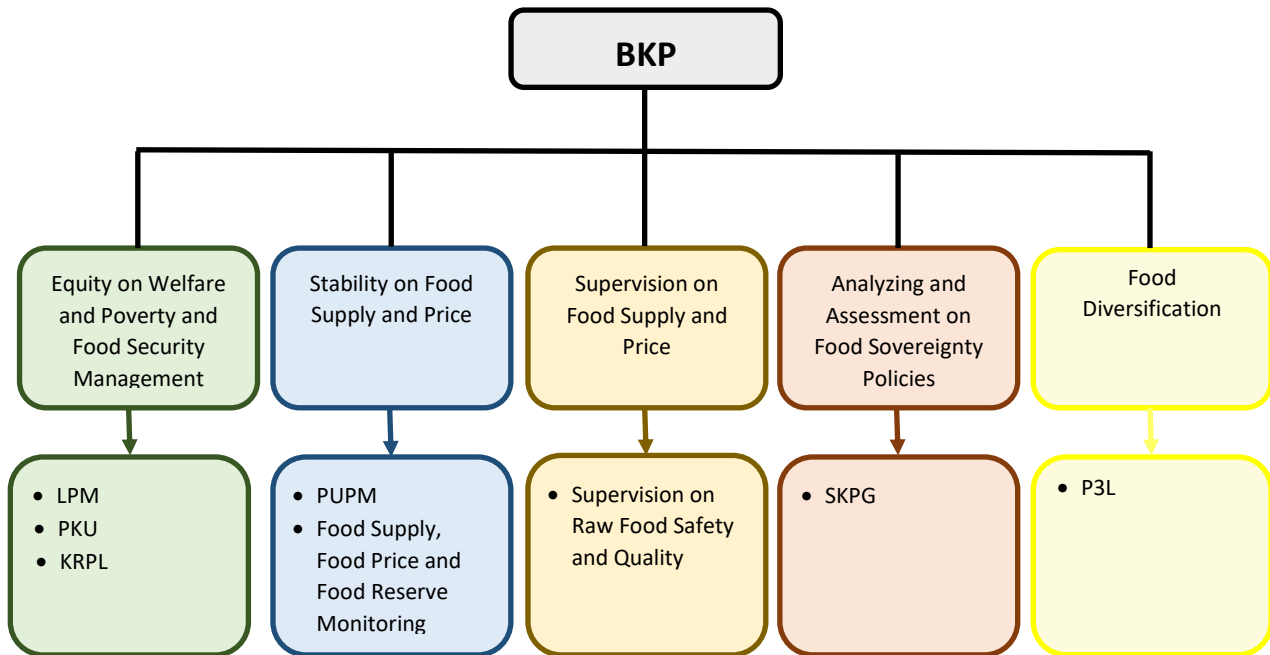 BKP
Equity on Welfare
and Poverty and
Food Security
Management
Stability on Food
Supply and Price
Supervision on
Food Supply and
Price
Analyzing and
Assessment on
Food Sovereignty
Policies
Food
Diversification
• LPM
• PKU
• KRPL
• PUPM
• Food Supply,
Food Price and
Food Reserve
Monitoring
• Supervision on
Raw Food Safety
and Quality
• SKPG
• P3L